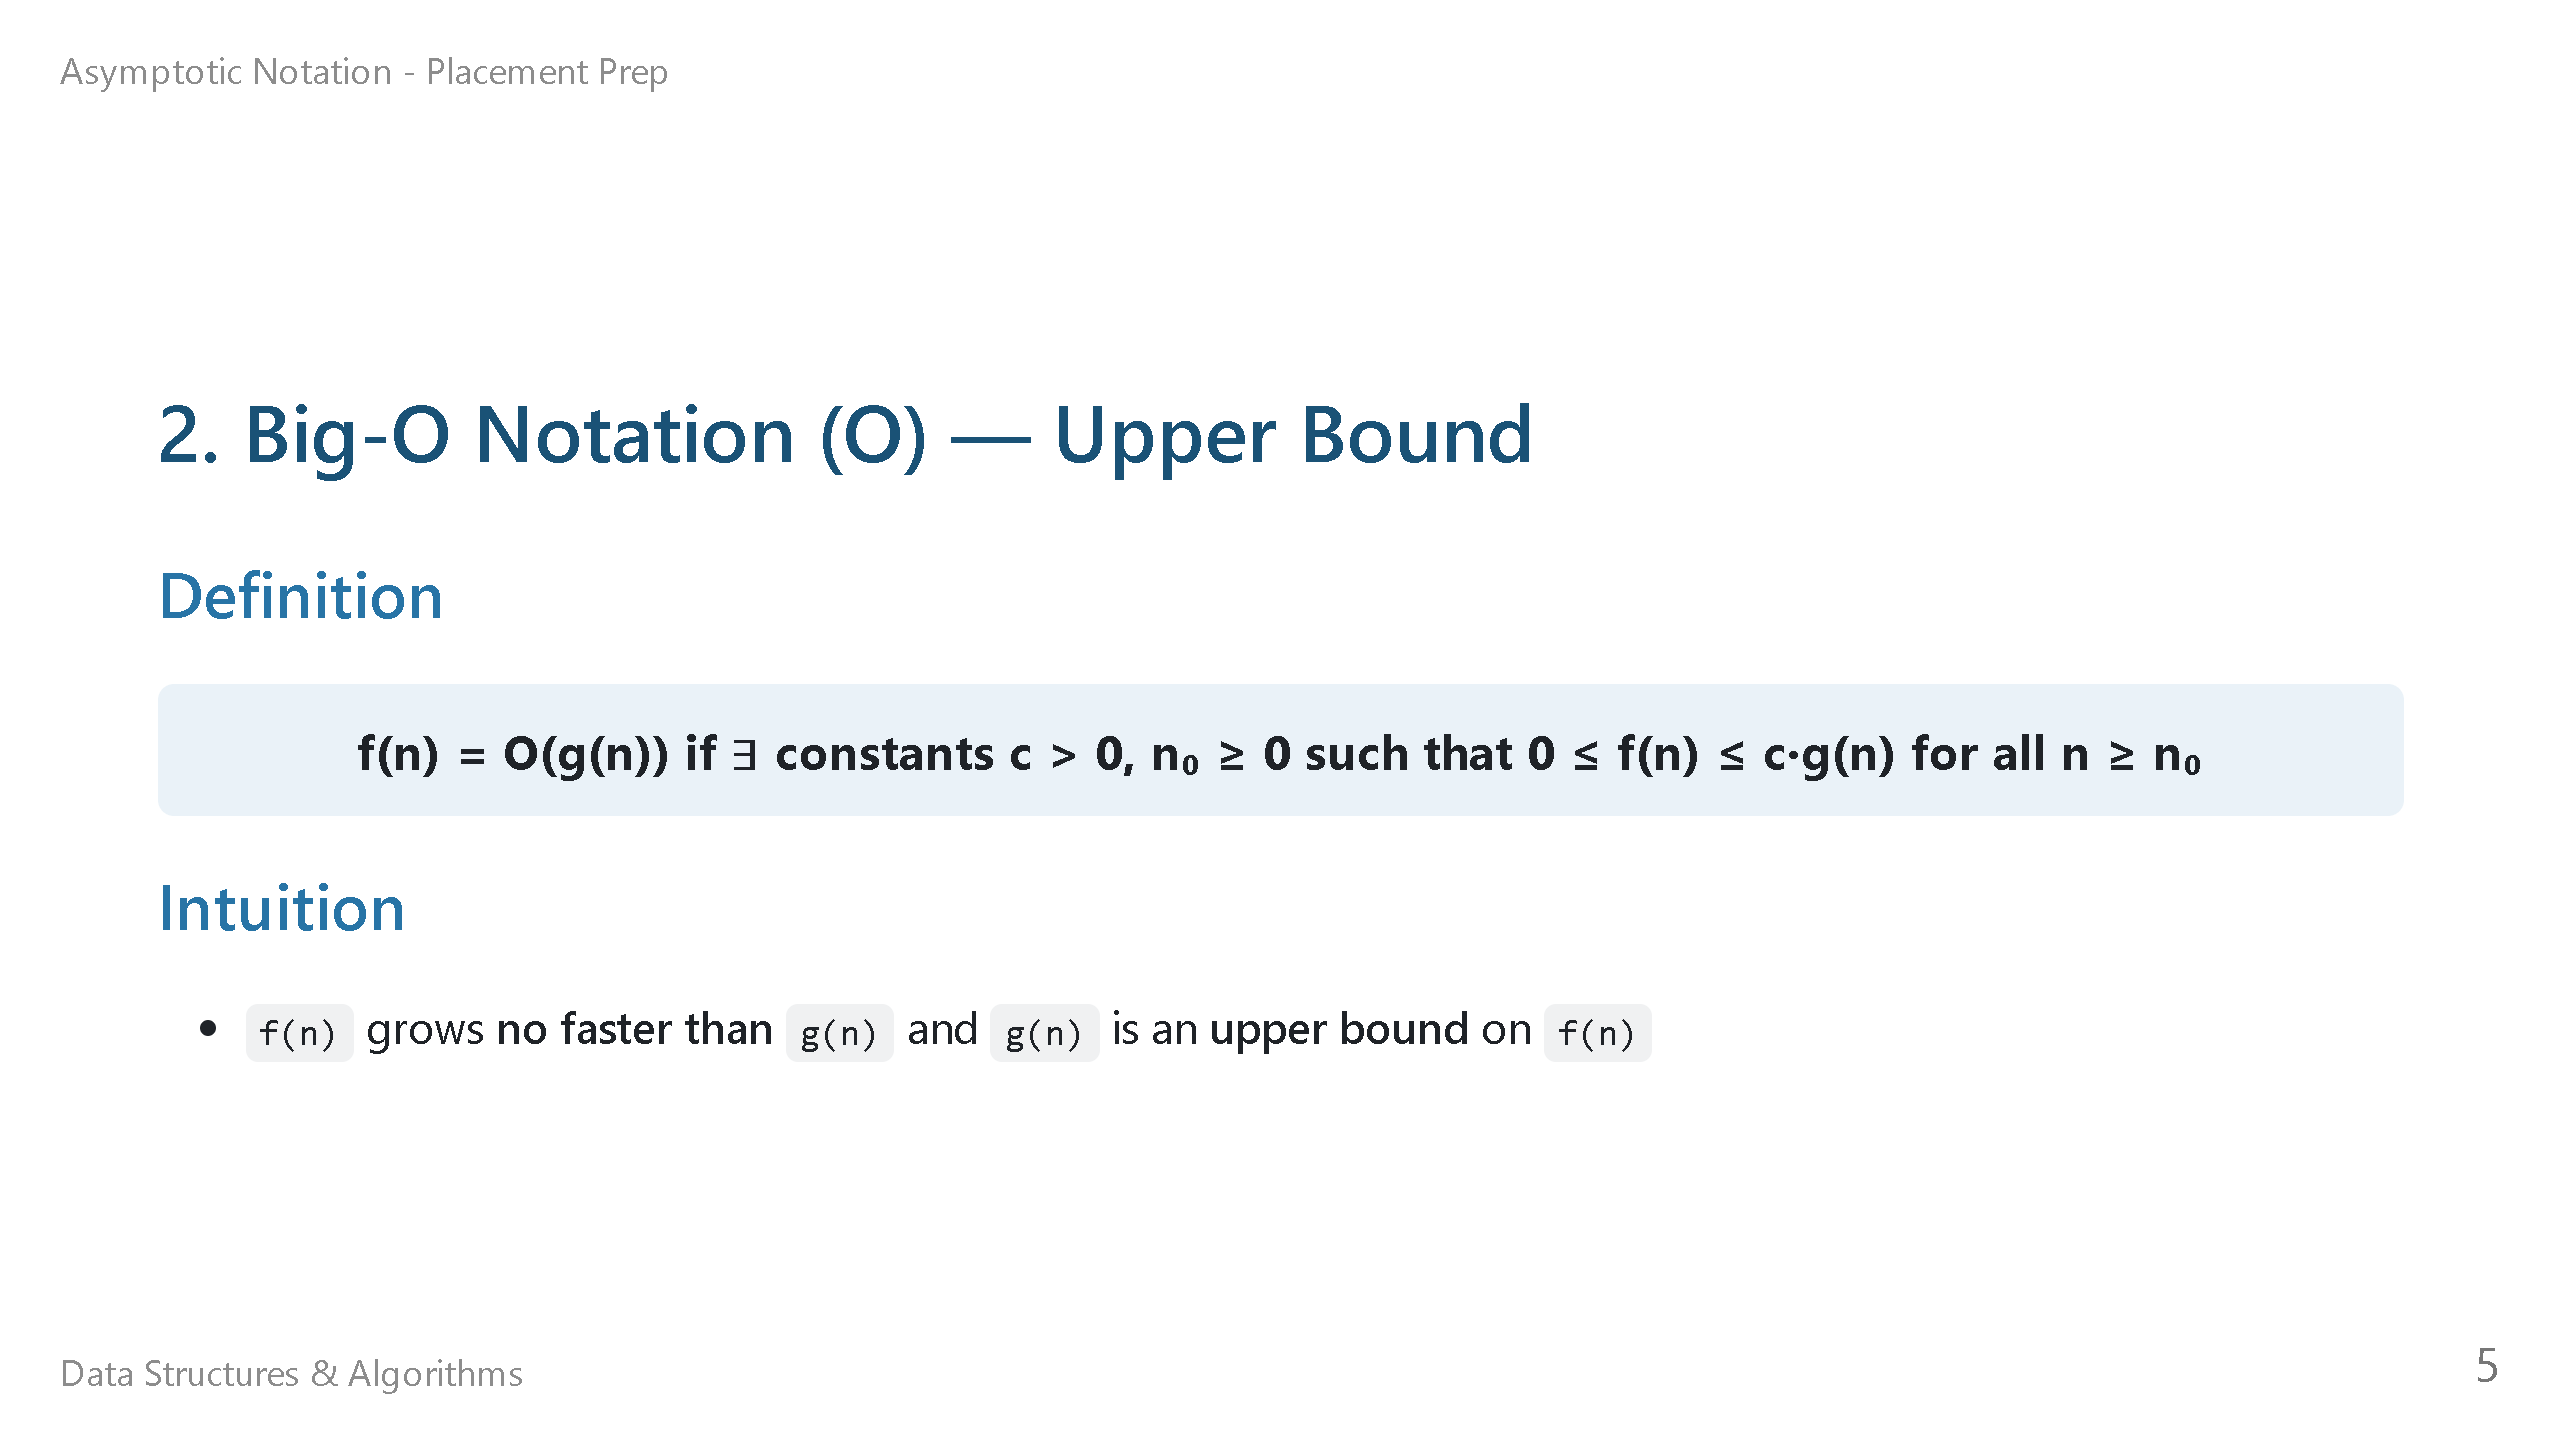 Asymptotic Notation - Placement Prep
2. Big-O Notation (O) — Upper Bound
Definition
f(n) = O(g(n)) if ∃ constants c > 0, n₀ ≥ 0 such that 0 ≤ f(n) ≤ c·g(n) for all n ≥ n₀
Intuition
• f(n) grows no faster than g(n) and g(n) is an upper bound on f(n)
Data Structures & Algorithms
5